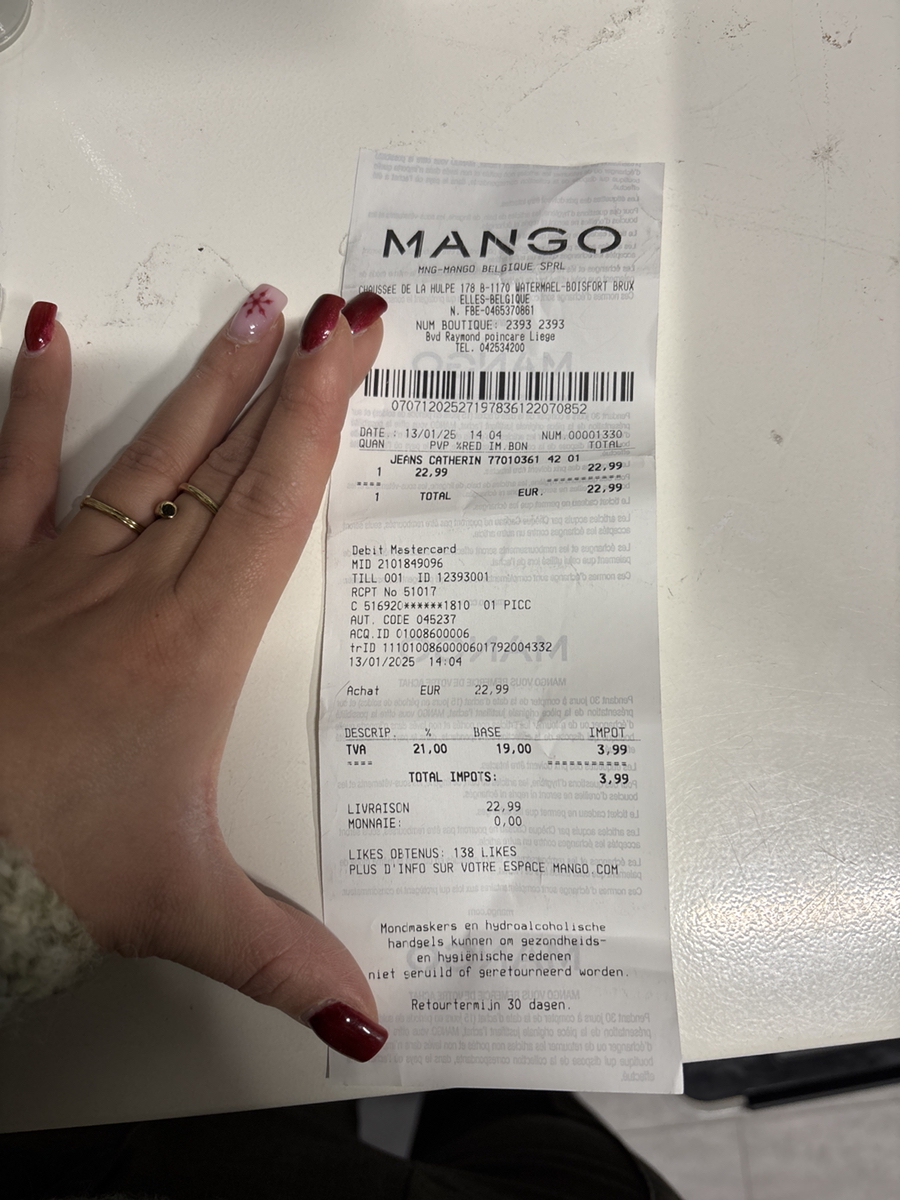 MANGO
MNG-MANGO BELGIQUE SPRL
CHAUSSéE DE LA HULPE 178 B-1170 WATERMAEL-BOISFORT BRUX
ELLES-BELGIQUE
N. FBE-0465370861
NUM BOUTIQUE: 2393 2393
Bvd Raymond poincare Liege
TEL. 042534200
07071202527197836122070852
DATE : 13/01/25 14 04 NUM.00001330
QUAN PVP %RED IM.BON TOTAL
JEANS CATHERIN 77010361 42 01
1 22,99 22,99
==== ===========
1 TOTAL EUR. 22,99
Debit Mastercard
MID 2101849096
TILL 001 ID 12393001
RCPT No 51017
C 516920******1810 01 PICC
AUT. CODE 045237
ACQ.ID 01008600006
trID 1110100860000601792004332
13/01/2025 14:04
Achat EUR 22,99
DESCRIP. % BASE IMPOT
TVA 21,00 19,00 3,99
==== ===========
TOTAL IMPOTS: 3,99
LIVRAISON 22,99
MONNAIE: 0,00
LIKES OBTENUS: 138 LIKES
PLUS D'INFO SUR VOTRE ESPACE MANGO.COM
Mondmaskers en hydroalcoholische
handgels kunnen om gezondheids-
en hygiënische redenen
niet geruild of geretourneerd worden.
Retourtermijn 30 dagen.